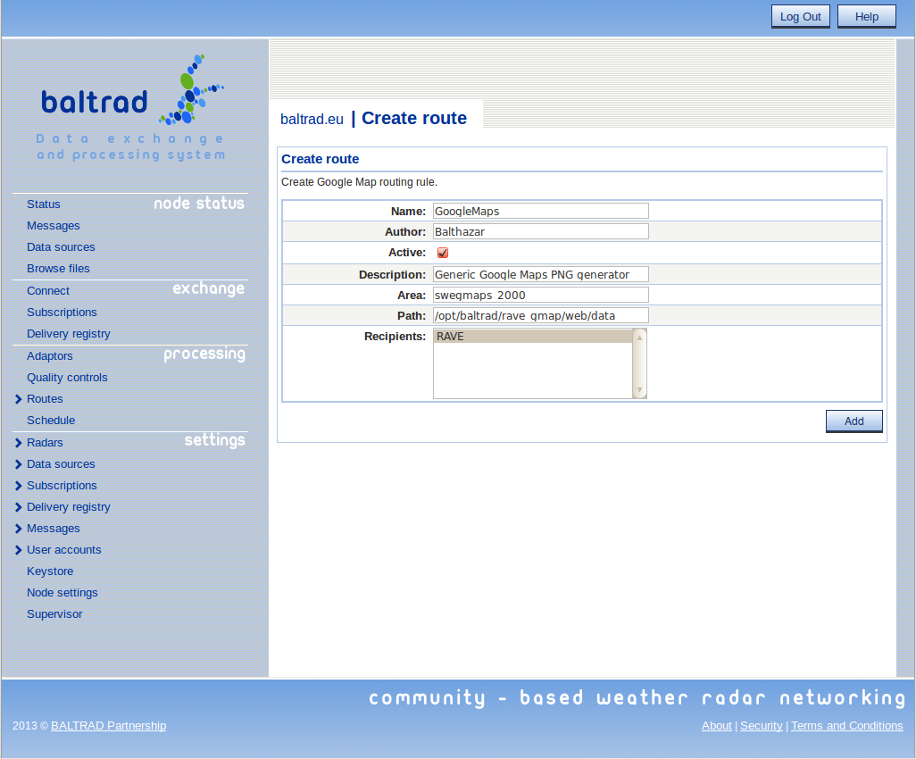 Log Out Help
baltrad
Data exchange
and processing system
baltrad.eu | Create route
node status
Status
Messages
Data sources
Browse files
exchange
Connect
Subscriptions
Delivery registry
processing
Adaptors
Quality controls
Routes
Schedule
settings
Radars
Data sources
Subscriptions
Delivery registry
Messages
User accounts
Keystore
Node settings
Supervisor
Create route
Create Google Map routing rule.
Name: GoogleMaps
Author: Balthazar
Active:
Description: Generic Google Maps PNG generator
Area: swegmaps_2000
Path: /opt/baltrad/rave_gmap/web/data
Recipients: RAVE
Add
community - based weather radar networking
2013 © BALTRAD Partnership
About | Security | Terms and Conditions